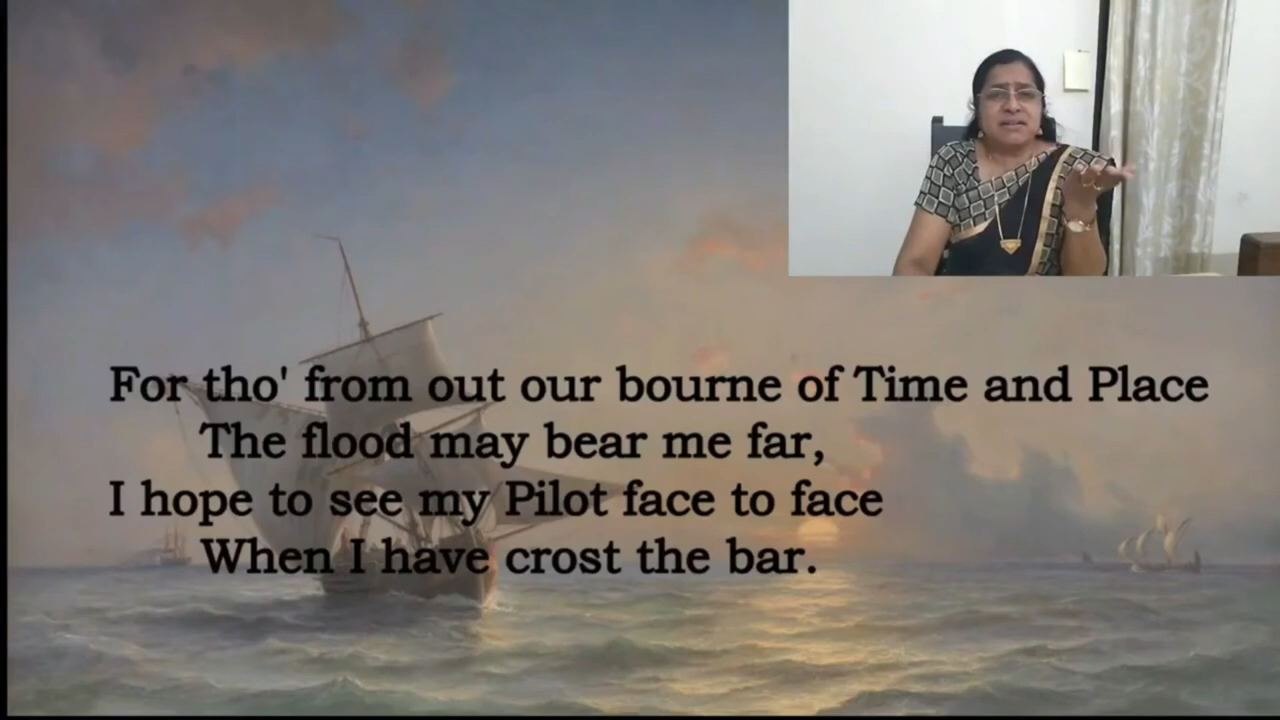 For tho' from out our bourne of Time and Place
The flood may bear me far,
I hope to see my Pilot face to face
When I have crost the bar.